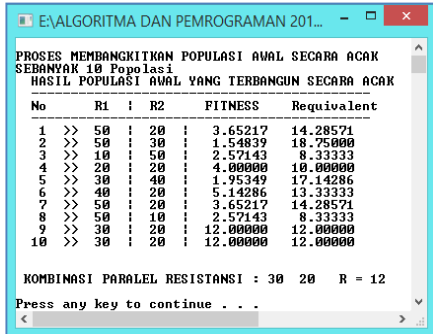 E:\ALGORITMA DAN PEMROGRAMAN 201...
PROSES MEMBANGKITKAN POPULASI AWAL SECARA ACAK
SEBANYAK 10 Popolasi
HASIL POPULASI AWAL YANG TERBANGUN SECARA ACAK
No R1 ¦ R2 FITNESS Requivalent
1 >> 50 ¦ 20 ¦ 3.65217 14.28571
2 >> 50 ¦ 30 ¦ 1.54839 18.75000
3 >> 10 ¦ 50 ¦ 2.57143 8.33333
4 >> 20 ¦ 20 ¦ 4.00000 10.00000
5 >> 30 ¦ 40 ¦ 1.95349 17.14286
6 >> 40 ¦ 20 ¦ 5.14286 13.33333
7 >> 50 ¦ 20 ¦ 3.65217 14.28571
8 >> 50 ¦ 10 ¦ 2.57143 8.33333
9 >> 30 ¦ 20 ¦ 12.00000 12.00000
10 >> 30 ¦ 20 ¦ 12.00000 12.00000
KOMBINASI PARALEL RESISTANSI : 30 20 R = 12
Press any key to continue . . .